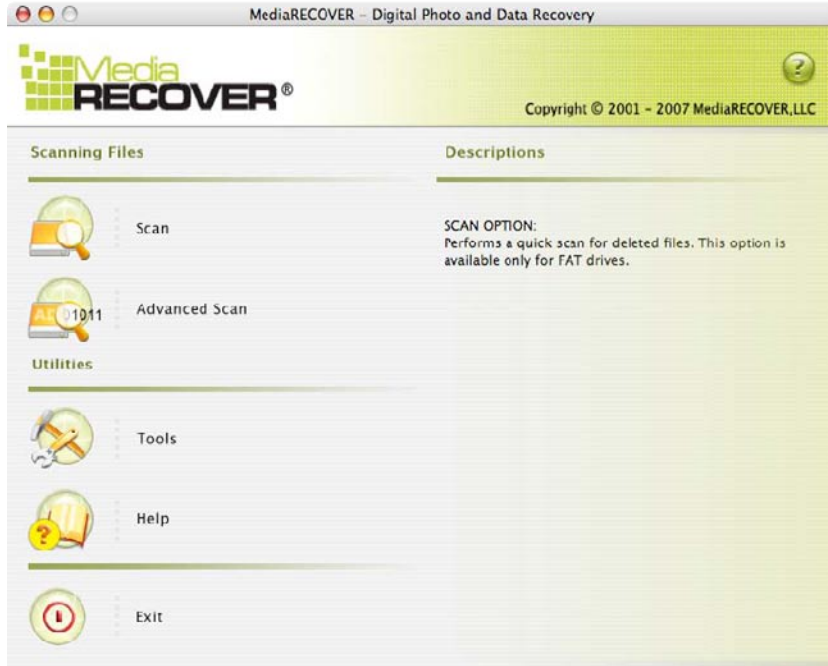 MediaRECOVER – Digital Photo and Data Recovery
Media
RECOVER®
?
Copyright © 2001 – 2007 MediaRECOVER,LLC
Scanning Files
Descriptions
Scan
SCAN OPTION:
Performs a quick scan for deleted files. This option is
available only for FAT drives.
1011
Advanced Scan
Utilities
Tools
?
Help
Exit